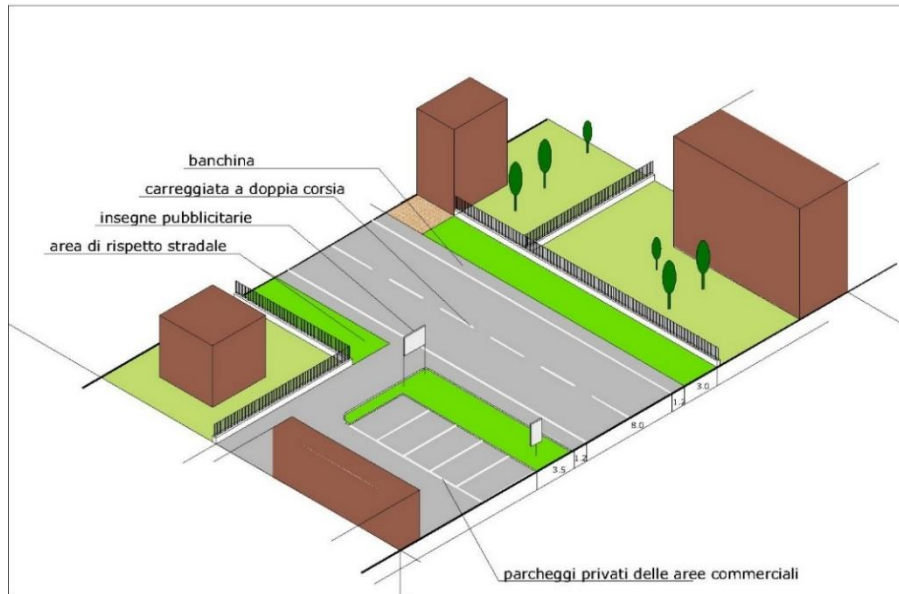 banchina
carreggiata a doppia corsia
insegne pubblicitarie
area di rispetto stradale
3.0
1.2
8.0
1.2
3.5
parcheggi privati delle aree commerciali